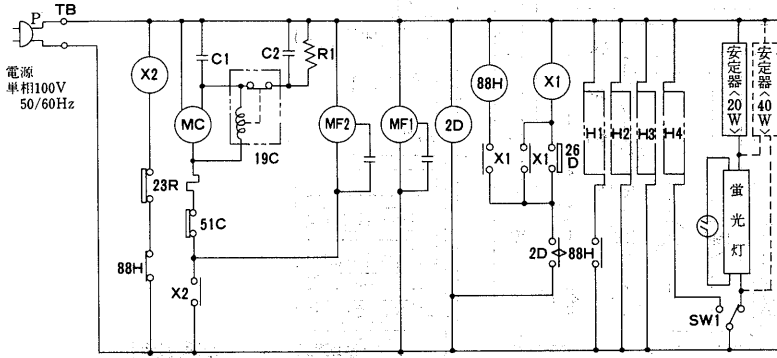 P
TB
電源
単相100V
50/60Hz
X2
C1
C2
R1
MC
19C
MF2
MF1
2D
88H
X1
H1
H2
H3
H4
安定器〈20W〉
安定器〈40W〉
23R
51C
X1
X1
26D
蛍光灯
88H
X2
2D
88H
SW1